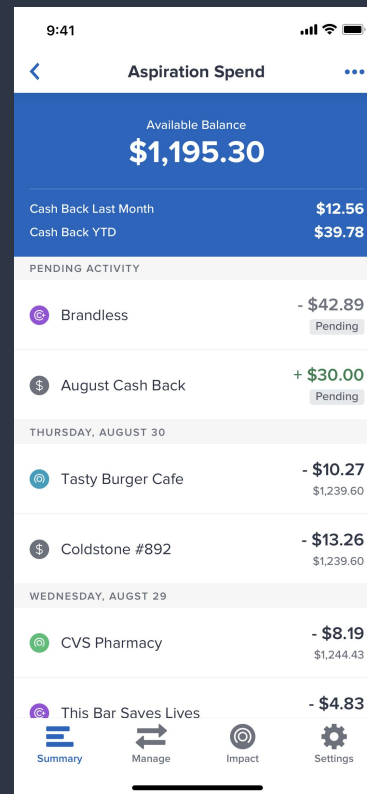 9:41
Aspiration Spend
Available Balance
$1,195.30
Cash Back Last Month $12.56
Cash Back YTD $39.78
PENDING ACTIVITY
Brandless - $42.89
Pending
$ August Cash Back + $30.00
Pending
THURSDAY, AUGUST 30
Tasty Burger Cafe - $10.27
$1,239.60
$ Coldstone #892 - $13.26
$1,239.60
WEDNESDAY, AUGST 29
CVS Pharmacy - $8.19
$1,244.43
This Bar Saves Lives - $4.83
Summary Manage Impact Settings